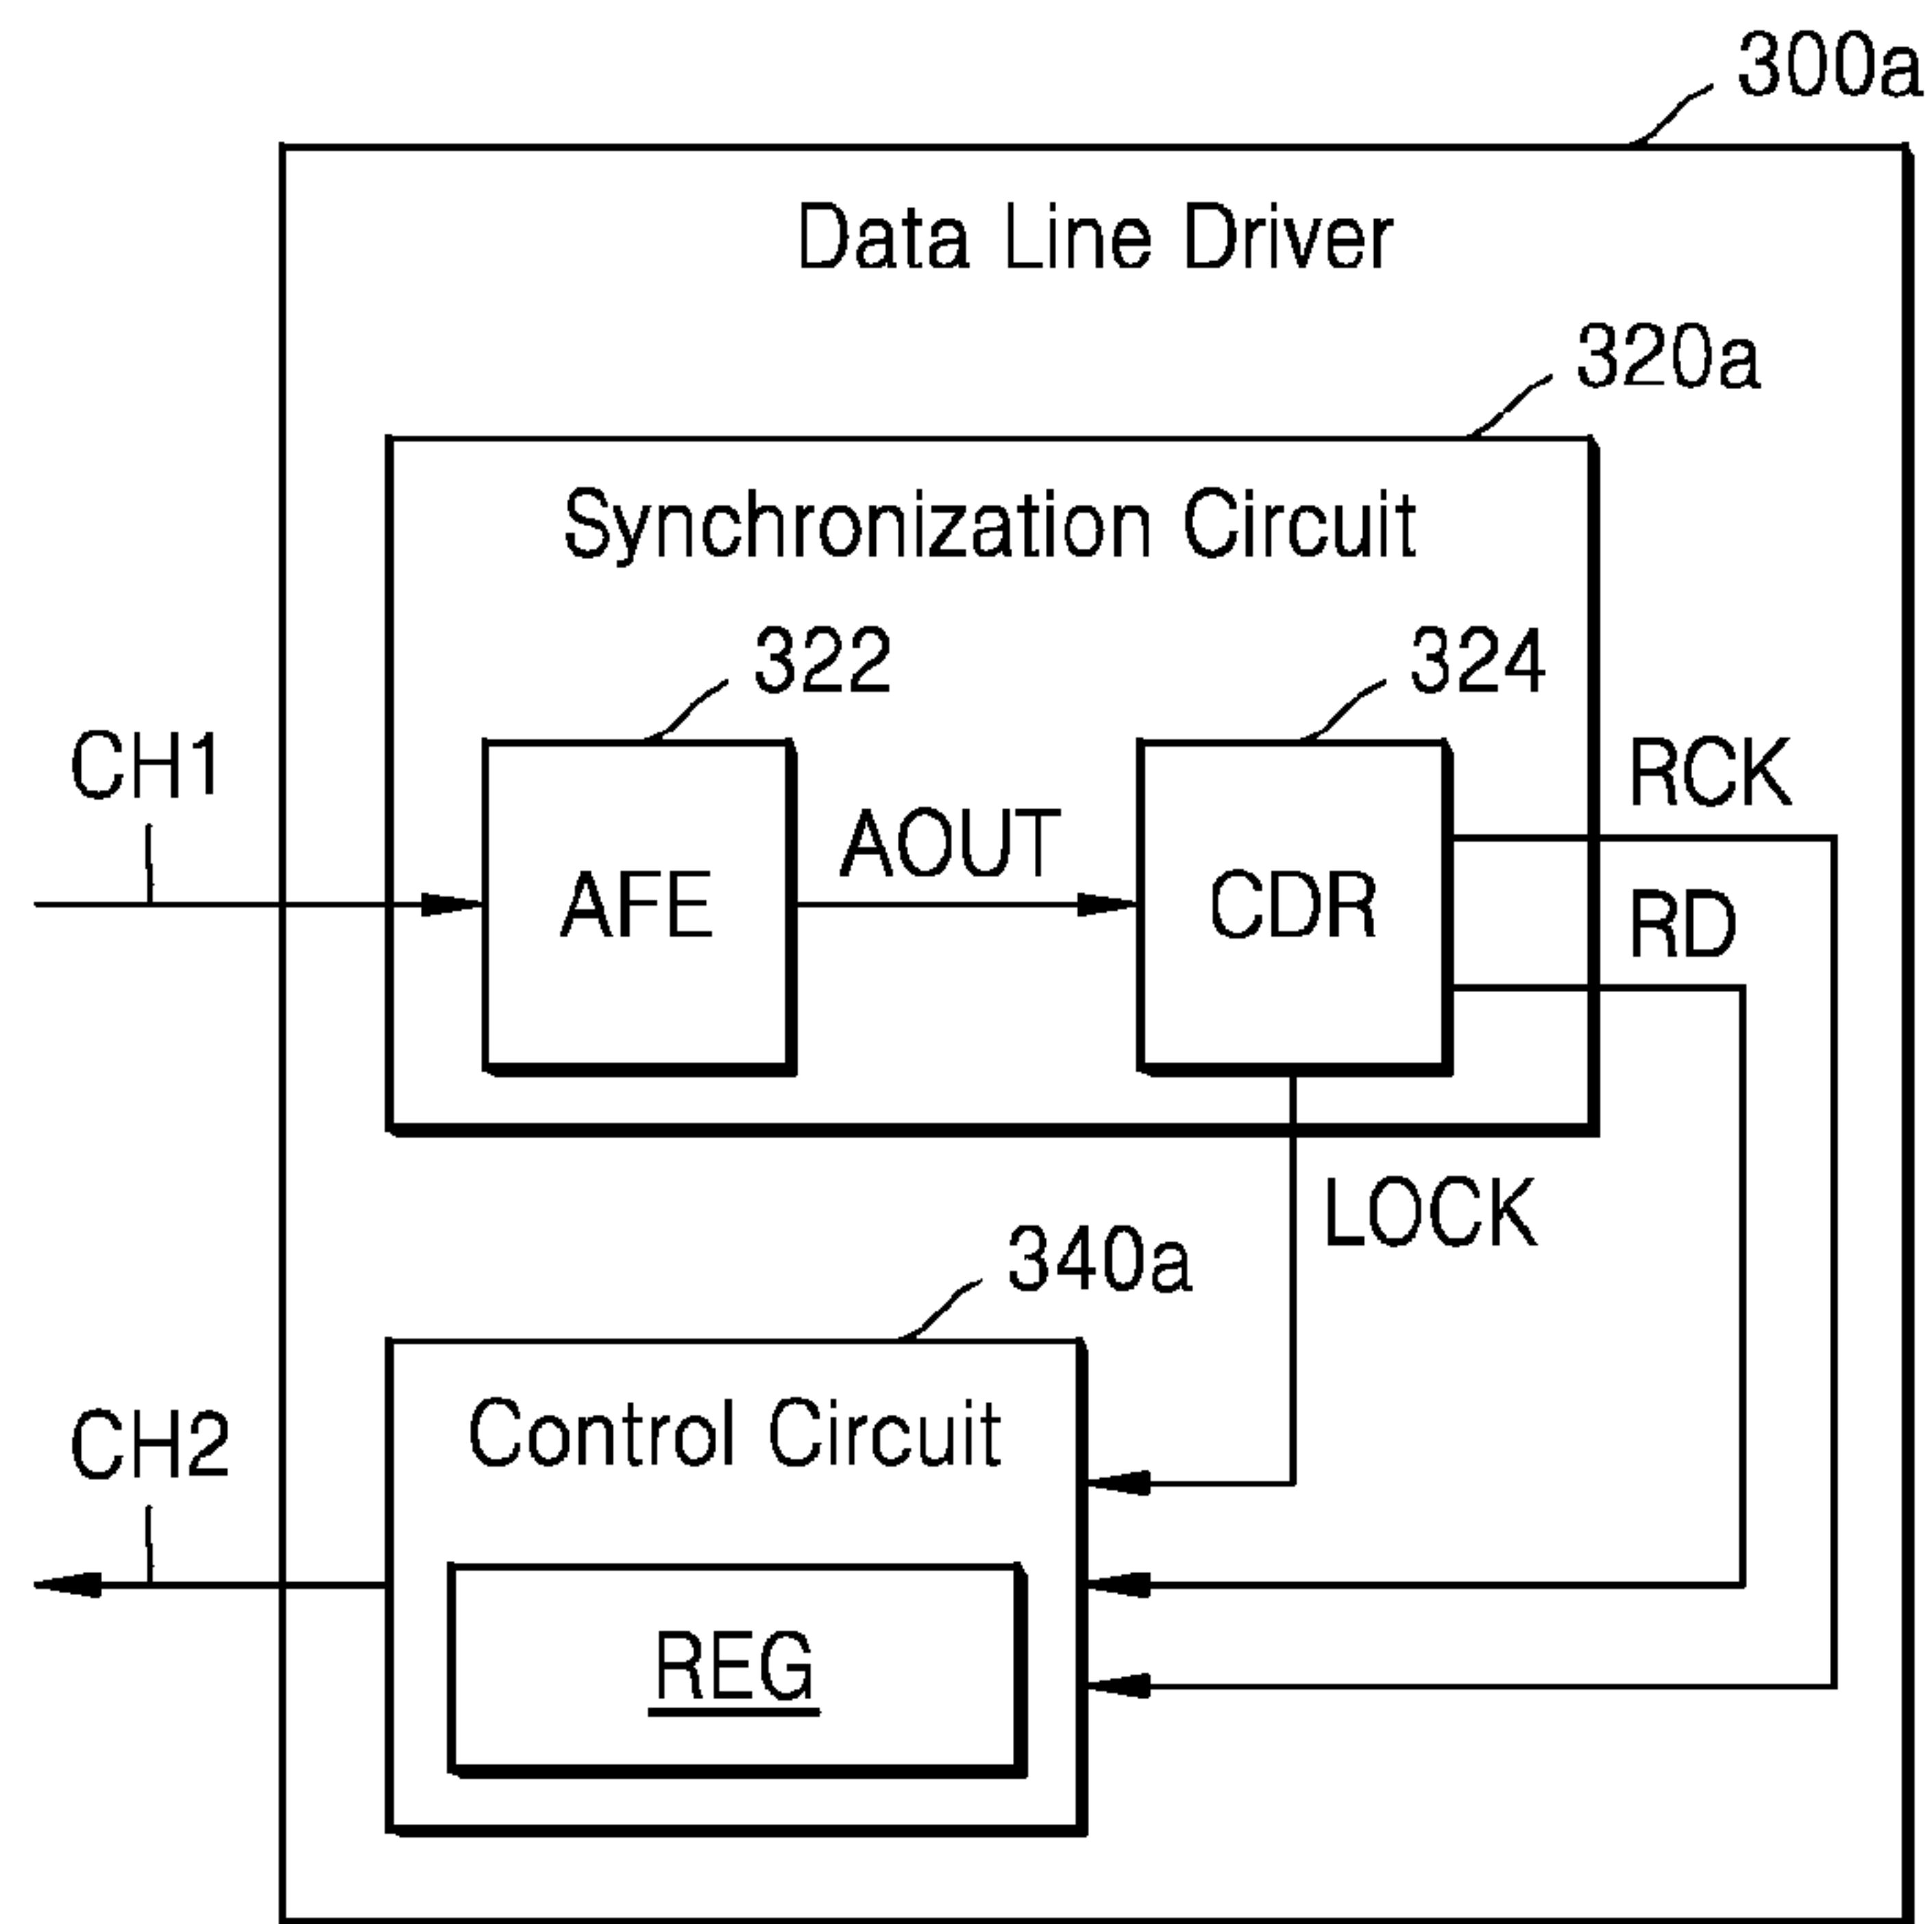 300a
Data Line Driver
320a
Synchronization Circuit
322
324
CH1
RCK
AOUT
AFE
CDR
RD
LOCK
340a
Control Circuit
CH2
REG